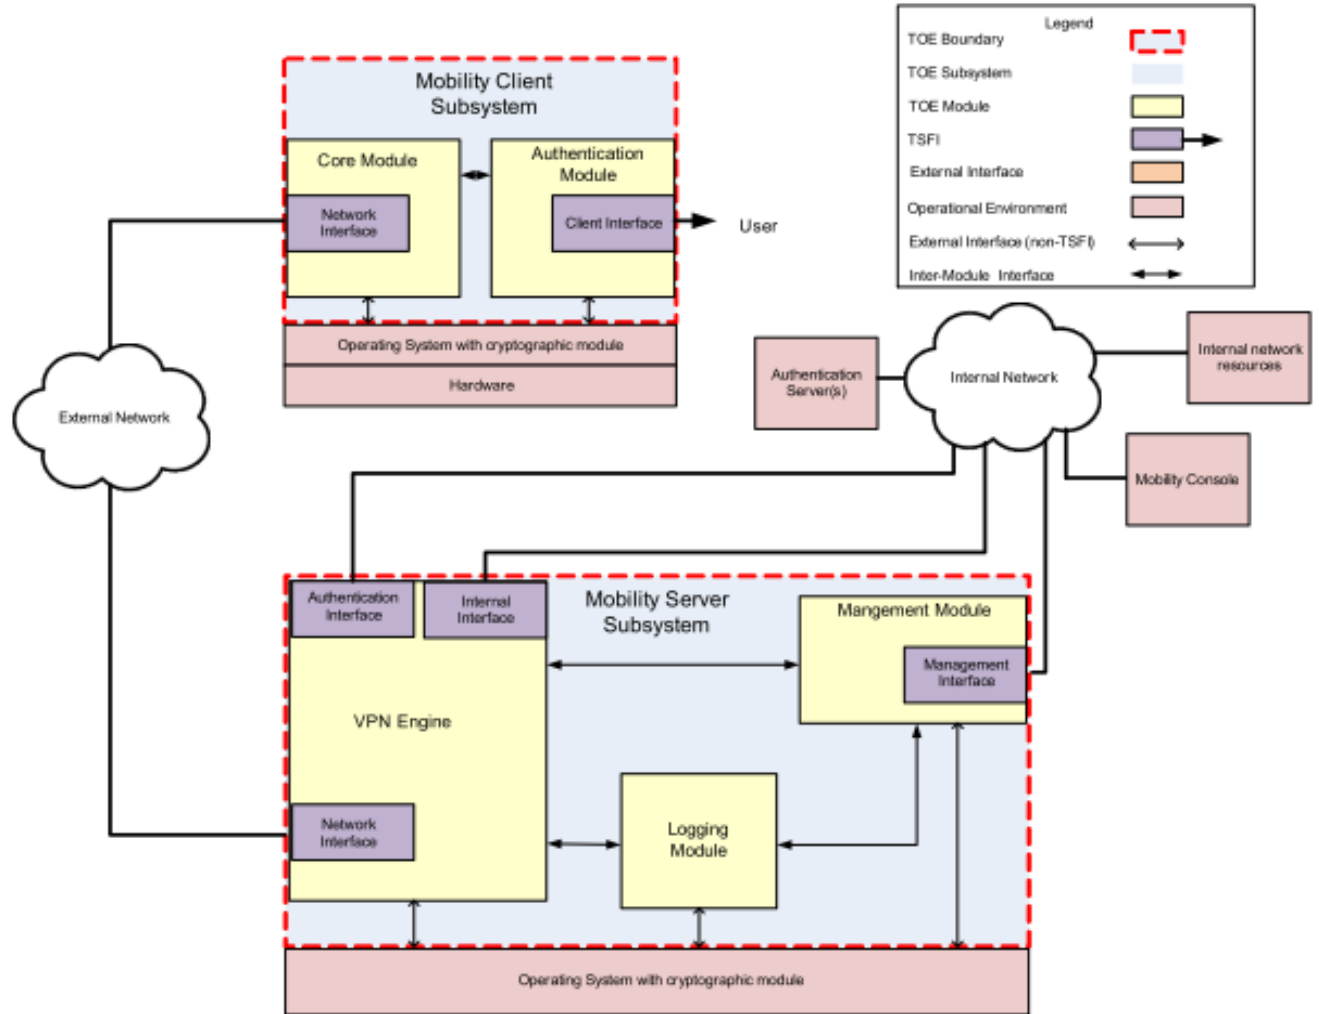 Legend
TOE Boundary
TOE Subsystem
TOE Module
TSFI
External Interface
Operational Environment
External Interface (non-TSFI)
Inter-Module Interface
Mobility Client
Subsystem
Core Module
Network
Interface
Authentication
Module
Client Interface
User
Operating System with cryptographic module
Hardware
External Network
Authentication
Server(s)
Internal Network
Internal network
resources
Mobility Console
Mobility Server
Subsystem
Authentication
Interface
Internal
Interface
VPN Engine
Network
Interface
Mangement Module
Management
Interface
Logging
Module
Operating System with cryptographic module